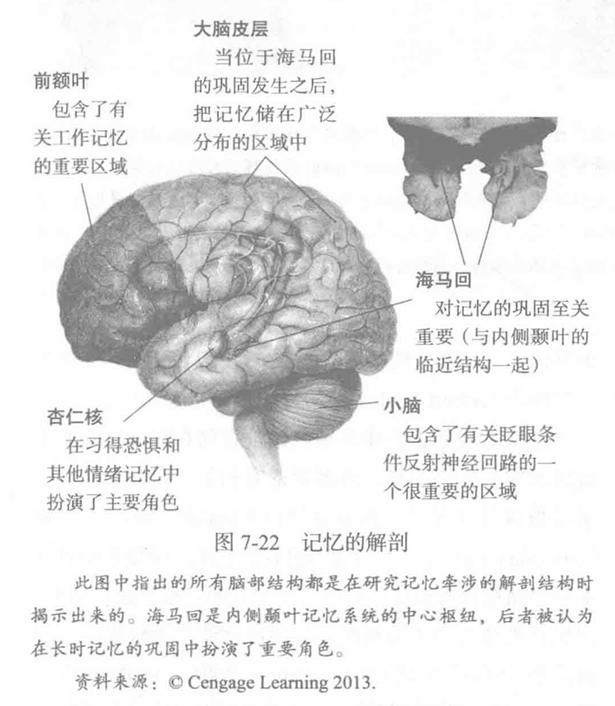 大脑皮层
当位于海马回
的巩固发生之后，
把记忆储在广泛
分布的区域中
前额叶
包含了有
关工作记忆
的重要区域
海马回
对记忆的巩固至关
重要（与内侧颞叶的
临近结构一起）
杏仁核
在习得恐惧和
其他情绪记忆中
扮演了主要角色
小脑
包含了有关眨眼条
件反射神经回路的一
个很重要的区域
图 7-22 记忆的解剖
此图中指出的所有脑部结构都是在研究记忆牵涉的解剖结构时
揭示出来的。海马回是内侧颞叶记忆系统的中心枢纽，后者被认为
在长时记忆的巩固中扮演了重要角色。
资料来源：© Cengage Learning 2013.